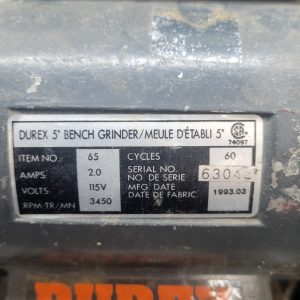 DUREX 5" BENCH GRINDER/MEULE D'ÉTABLI 5"
74097
ITEM NO.: 65 CYCLES 60
AMPS: 2.0 SERIAL NO.
NO. DE SERIE
VOLTS: 115V MFG. DATE 1993.03
RPM-TR/MN 3450 DATE DE FABRIC.
DUREX